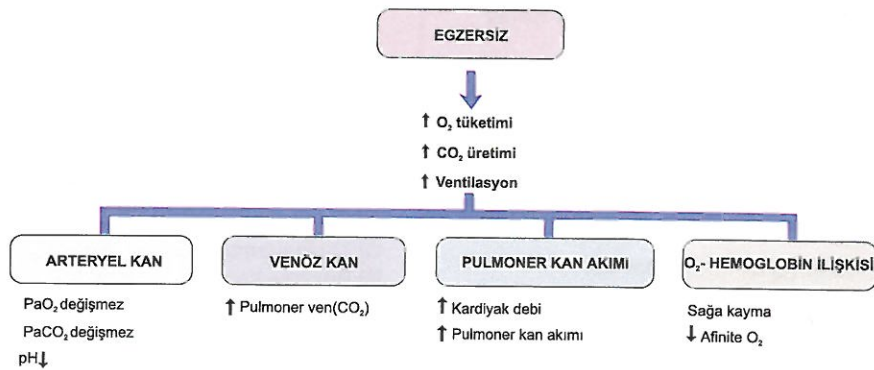 EGZERSİZ
↑ O₂ tüketimi
↑ CO₂ üretimi
↑ Ventilasyon
ARTERYEL KAN
PaO₂ değişmez
PaCO₂ değişmez
pH↓
VENÖZ KAN
↑ Pulmoner ven(CO₂)
PULMONER KAN AKIMI
↑ Kardiyak debi
↑ Pulmoner kan akımı
O₂- HEMOGLOBİN İLİŞKİSİ
Sağa kayma
↓ Afinite O₂